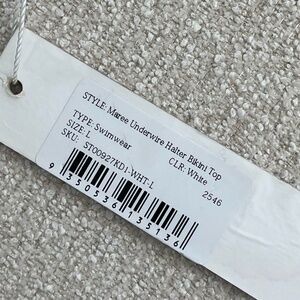 STYLE: Maree Underwire Halter Bikini Top
TYPE: Swimwear CLR: White
SIZE: L 2546
SKU: ST00927KD1-WHT-L
9 350536 135136